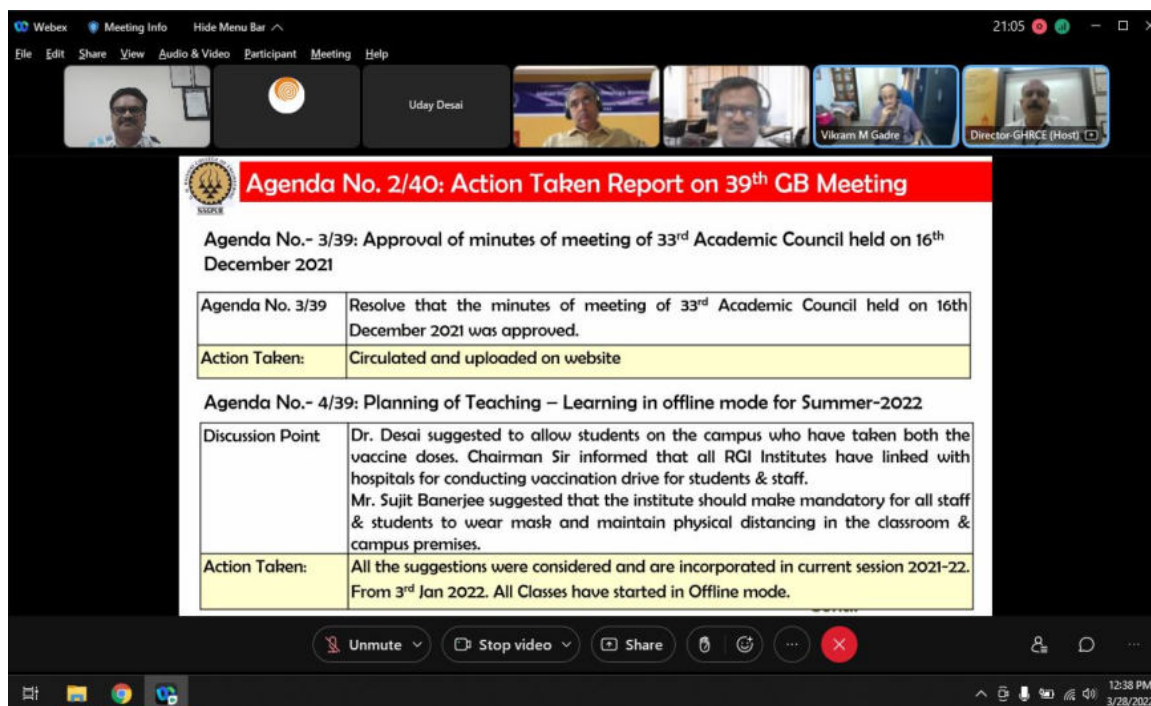 Webex Meeting Info Hide Menu Bar 21:05
File Edit Share View Audio & Video Participant Meeting Help
Uday Desai
Vikram M Gadre
Director-GHRCE (Host)
NAGPUR
Agenda No. 2/40: Action Taken Report on 39th GB Meeting
Agenda No.- 3/39: Approval of minutes of meeting of 33rd Academic Council held on 16th
December 2021
Agenda No. 3/39 Resolve that the minutes of meeting of 33rd Academic Council held on 16th
December 2021 was approved.
Action Taken: Circulated and uploaded on website
Agenda No.- 4/39: Planning of Teaching – Learning in offline mode for Summer-2022
Discussion Point Dr. Desai suggested to allow students on the campus who have taken both the
vaccine doses. Chairman Sir informed that all RGI Institutes have linked with
hospitals for conducting vaccination drive for students & staff.
Mr. Sujit Banerjee suggested that the institute should make mandatory for all staff
& students to wear mask and maintain physical distancing in the classroom &
campus premises.
Action Taken: All the suggestions were considered and are incorporated in current session 2021-22.
From 3rd Jan 2022. All Classes have started in Offline mode.
Unmute Stop video Share
12:38 PM